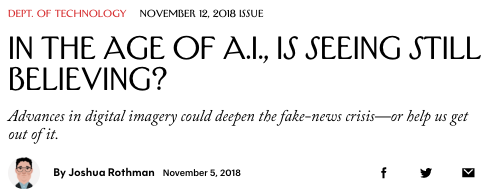 DEPT. OF TECHNOLOGY NOVEMBER 12, 2018 ISSUE
IN THE AGE OF A.I., IS SEEING STILL
BELIEVING?
Advances in digital imagery could deepen the fake-news crisis—or help us get
out of it.
By Joshua Rothman November 5, 2018